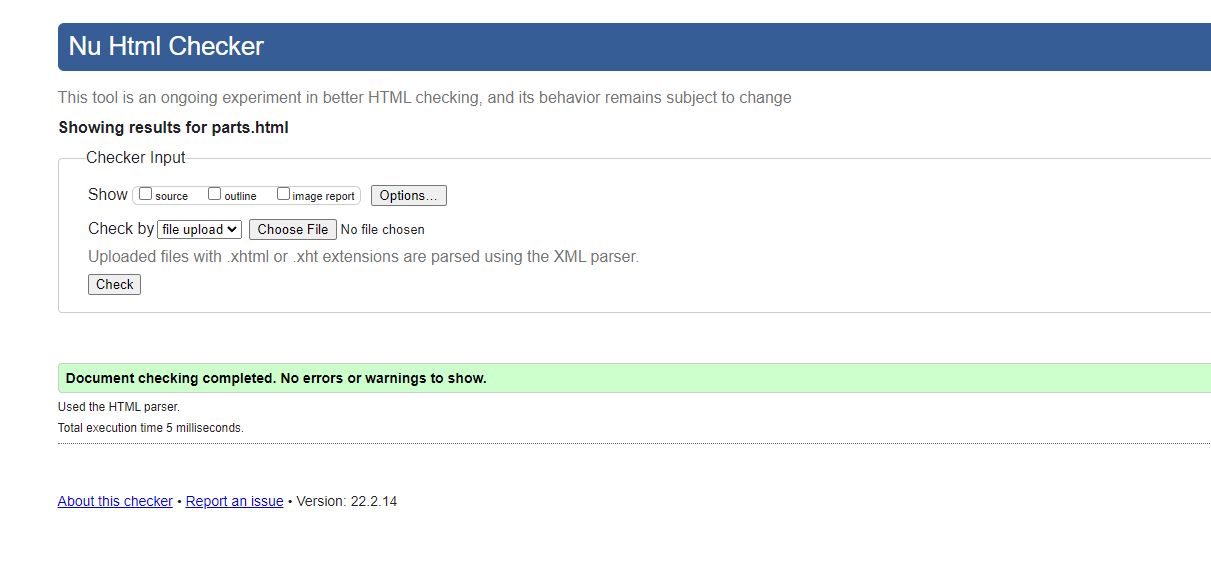 Nu Html Checker
This tool is an ongoing experiment in better HTML checking, and its behavior remains subject to change
Showing results for parts.html
Checker Input
Show source outline image report Options...
Check by file upload Choose File No file chosen
Uploaded files with .xhtml or .xht extensions are parsed using the XML parser.
Check
Document checking completed. No errors or warnings to show.
Used the HTML parser.
Total execution time 5 milliseconds.
About this checker • Report an issue • Version: 22.2.14